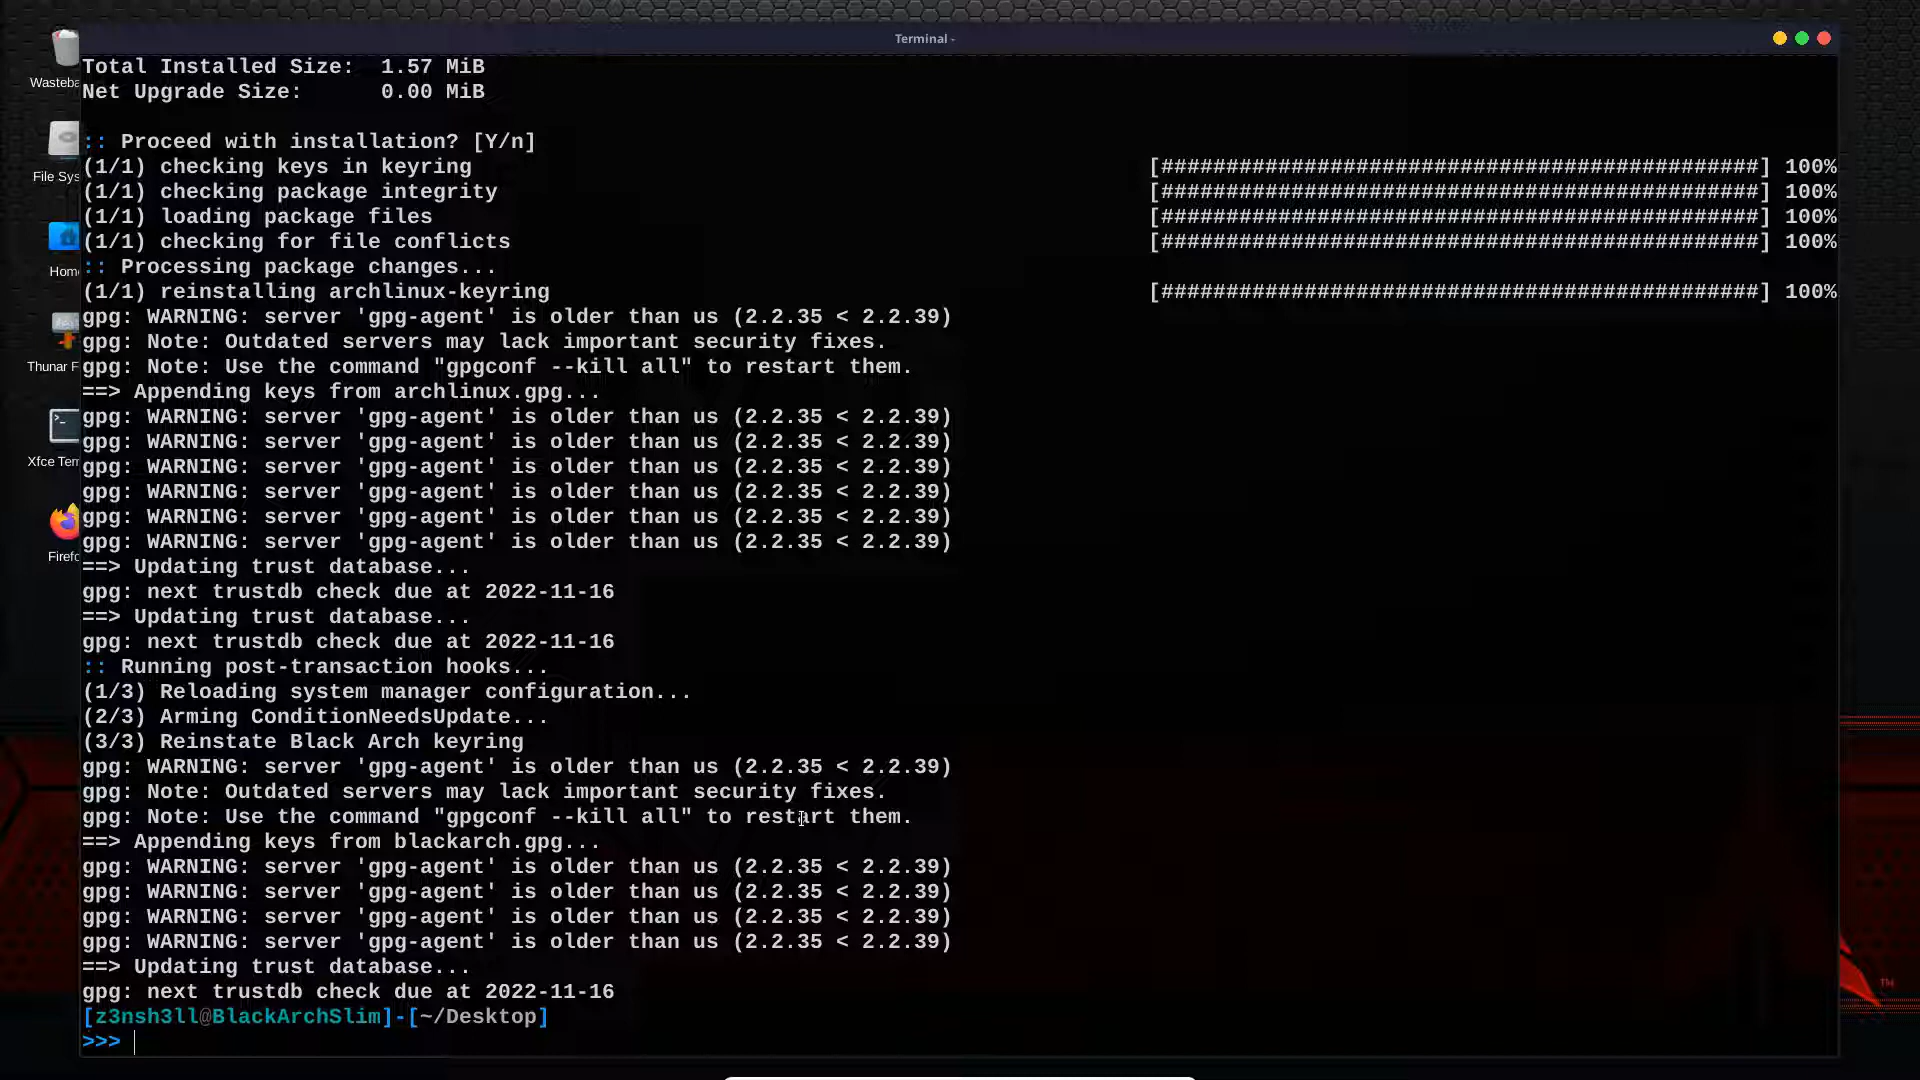 Terminal -
Wasteba
File Sys
Hom
Thunar F
Xfce Ter
Firefo
Total Installed Size:  1.57 MiB
Net Upgrade Size:      0.00 MiB
:: Proceed with installation? [Y/n]
(1/1) checking keys in keyring [##############################################] 100%
(1/1) checking package integrity [##############################################] 100%
(1/1) loading package files [##############################################] 100%
(1/1) checking for file conflicts [##############################################] 100%
:: Processing package changes...
(1/1) reinstalling archlinux-keyring [##############################################] 100%
gpg: WARNING: server 'gpg-agent' is older than us (2.2.35 < 2.2.39)
gpg: Note: Outdated servers may lack important security fixes.
gpg: Note: Use the command "gpgconf --kill all" to restart them.
==> Appending keys from archlinux.gpg...
gpg: WARNING: server 'gpg-agent' is older than us (2.2.35 < 2.2.39)
gpg: WARNING: server 'gpg-agent' is older than us (2.2.35 < 2.2.39)
gpg: WARNING: server 'gpg-agent' is older than us (2.2.35 < 2.2.39)
gpg: WARNING: server 'gpg-agent' is older than us (2.2.35 < 2.2.39)
gpg: WARNING: server 'gpg-agent' is older than us (2.2.35 < 2.2.39)
gpg: WARNING: server 'gpg-agent' is older than us (2.2.35 < 2.2.39)
==> Updating trust database...
gpg: next trustdb check due at 2022-11-16
==> Updating trust database...
gpg: next trustdb check due at 2022-11-16
:: Running post-transaction hooks...
(1/3) Reloading system manager configuration...
(2/3) Arming ConditionNeedsUpdate...
(3/3) Reinstate Black Arch keyring
gpg: WARNING: server 'gpg-agent' is older than us (2.2.35 < 2.2.39)
gpg: Note: Outdated servers may lack important security fixes.
gpg: Note: Use the command "gpgconf --kill all" to restart them.
==> Appending keys from blackarch.gpg...
gpg: WARNING: server 'gpg-agent' is older than us (2.2.35 < 2.2.39)
gpg: WARNING: server 'gpg-agent' is older than us (2.2.35 < 2.2.39)
gpg: WARNING: server 'gpg-agent' is older than us (2.2.35 < 2.2.39)
gpg: WARNING: server 'gpg-agent' is older than us (2.2.35 < 2.2.39)
==> Updating trust database...
gpg: next trustdb check due at 2022-11-16
[z3nsh3ll@BlackArchSlim]-[~/Desktop]
>>>
TM